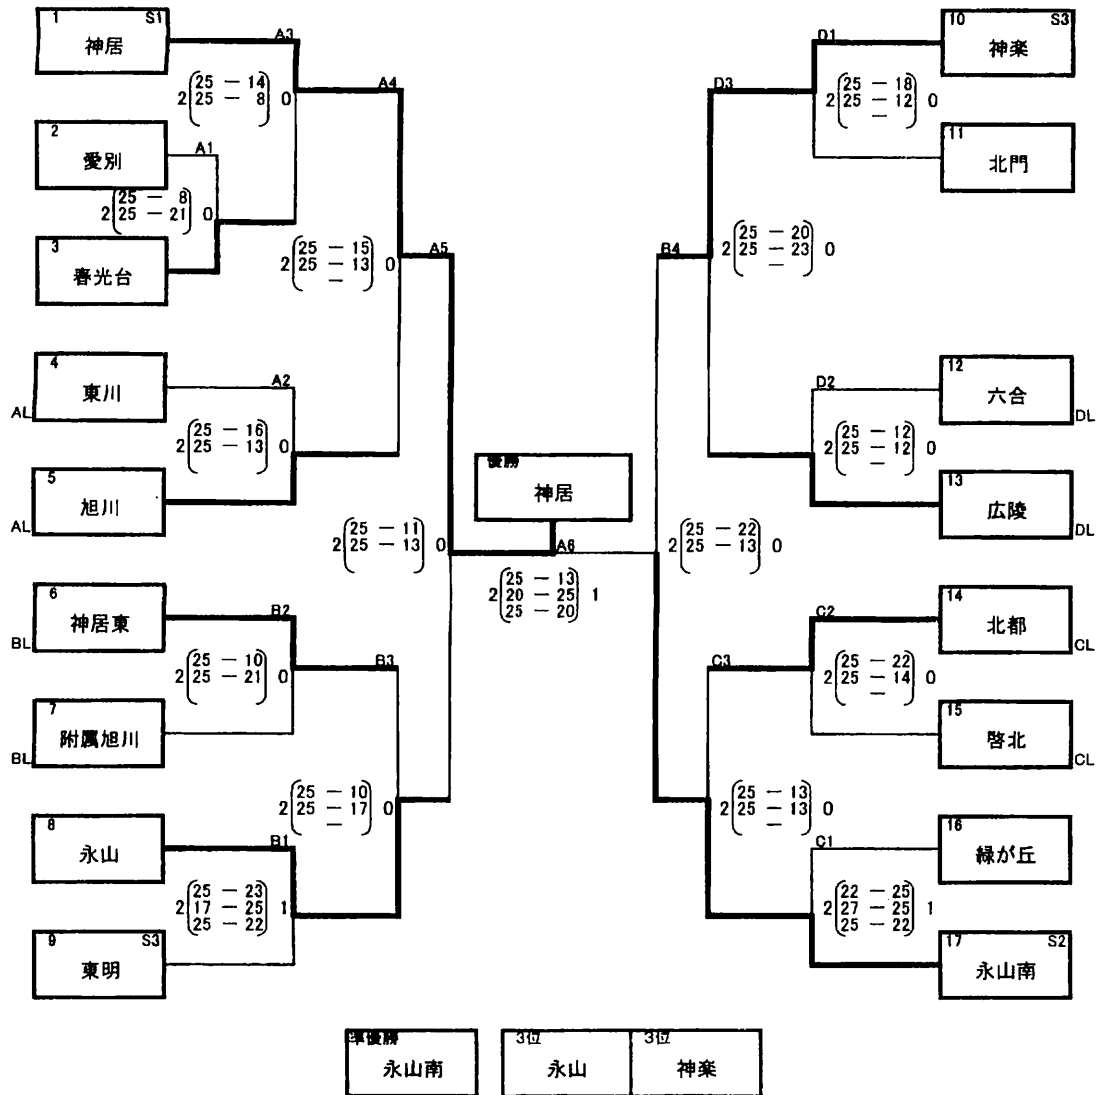 1 S1
神居
A3
2 25 － 14 0
25 － 8
2
愛別
A1
2 25 － 8 0
25 － 21
3
春光台
A4
2 25 － 15 0
25 － 13
－
4
東川
AL
A2
2 25 － 16 0
25 － 13
5
旭川
AL
A5
2 25 － 11 0
25 － 13
6
神居東
BL
B2
2 25 － 10 0
25 － 21
7
附属旭川
BL
B3
2 25 － 10 0
25 － 17
－
8
永山
B1
2 25 － 23 1
17 － 25
25 － 22
9 S3
東明
優勝
神居
A6
2 25 － 13 1
20 － 25
25 － 20
10 S3
神楽
D1
2 25 － 18 0
25 － 12
－
11
北門
D3
2 25 － 20 0
25 － 23
－
12
六合
DL
D2
2 25 － 12 0
25 － 12
－
13
広陵
DL
B4
2 25 － 22 0
25 － 13
14
北都
CL
C2
2 25 － 22 0
25 － 14
－
15
啓北
CL
C3
2 25 － 13 0
25 － 13
－
16
緑が丘
C1
2 22 － 25 1
27 － 25
25 － 22
17 S2
永山南
準優勝
永山南
3位
永山
3位
神楽